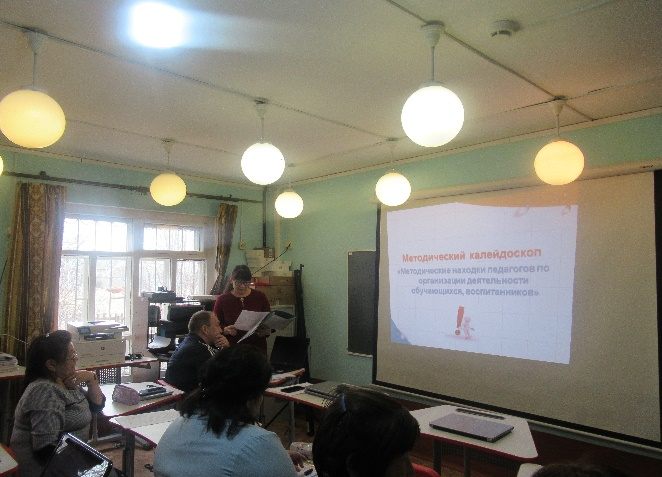 Методический калейдоскоп
«Методические находки педагогов по
организации деятельности
обучающихся, воспитанников»